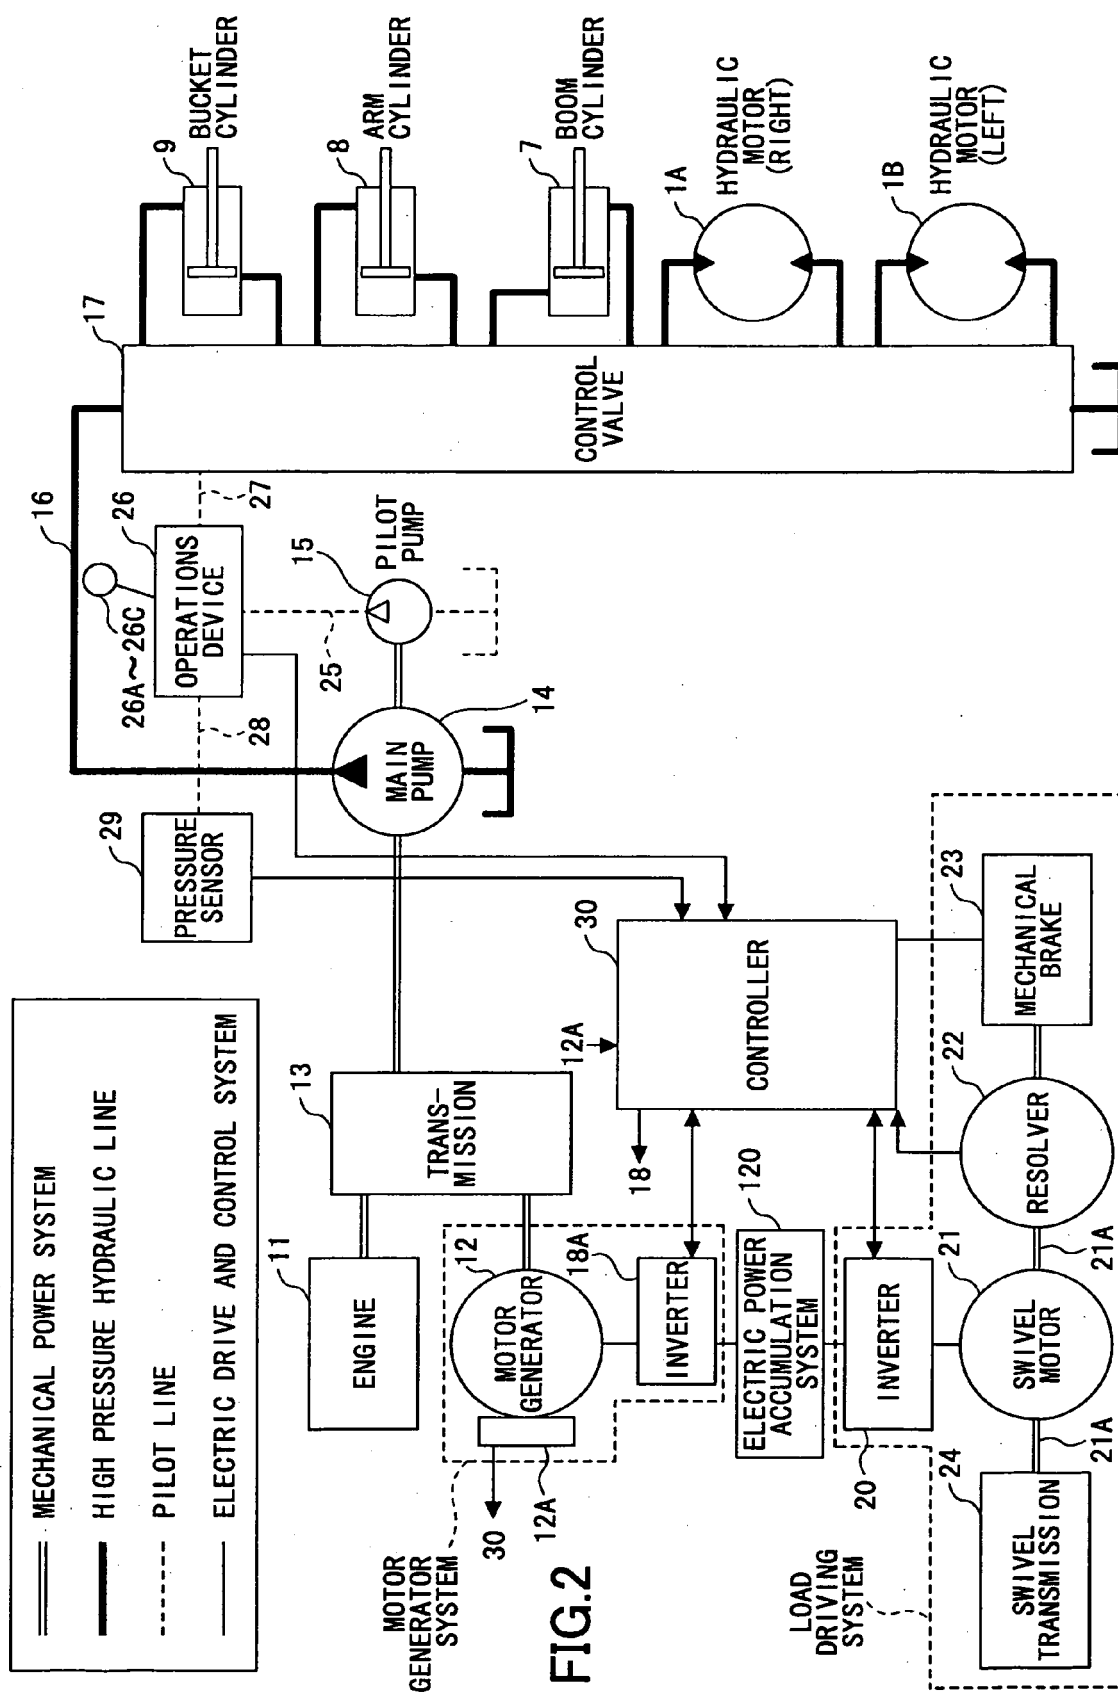 MECHANICAL POWER SYSTEM
HIGH PRESSURE HYDRAULIC LINE
PILOT LINE
ELECTRIC DRIVE AND CONTROL SYSTEM
29
PRESSURE
SENSOR
28
26A~26C
26
OPERATIONS
DEVICE
27
16
17
CONTROL
VALVE
9
BUCKET
CYLINDER
8
ARM
CYLINDER
7
BOOM
CYLINDER
1A
HYDRAULIC
MOTOR
(RIGHT)
1B
HYDRAULIC
MOTOR
(LEFT)
25
15
PILOT
PUMP
14
MAIN
PUMP
11
ENGINE
13
TRANS-
MISSION
12
MOTOR
GENERATOR
12A
30
MOTOR
GENERATOR
SYSTEM
18A
INVERTER
18
12A
30
CONTROLLER
120
ELECTRIC POWER
ACCUMULATION
SYSTEM
20
INVERTER
LOAD
DRIVING
SYSTEM
24
SWIVEL
TRANSMISSION
21A
21
SWIVEL
MOTOR
21A
22
RESOLVER
23
MECHANICAL
BRAKE
FIG.2